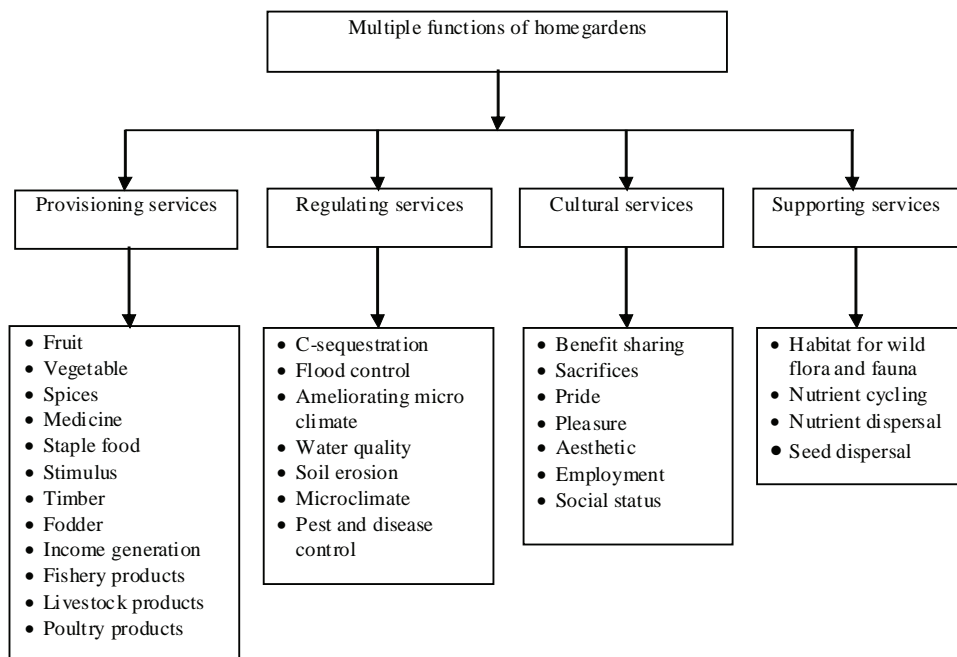 Multiple functions of homegardens
Provisioning services
Regulating services
Cultural services
Supporting services
• Fruit
• Vegetable
• Spices
• Medicine
• Staple food
• Stimulus
• Timber
• Fodder
• Income generation
• Fishery products
• Livestock products
• Poultry products
• C-sequestration
• Flood control
• Ameliorating micro
climate
• Water quality
• Soil erosion
• Microclimate
• Pest and disease
control
• Benefit sharing
• Sacrifices
• Pride
• Pleasure
• Aesthetic
• Employment
• Social status
• Habitat for wild
flora and fauna
• Nutrient cycling
• Nutrient dispersal
• Seed dispersal